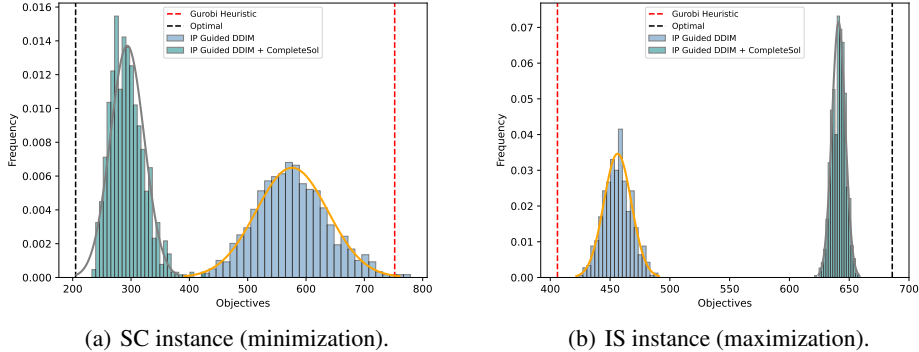 Gurobi Heuristic
Optimal
IP Guided DDIM
IP Guided DDIM + CompleteSol
0.016
0.014
0.012
0.010
0.008
0.006
0.004
0.002
0.000
Frequency
200
300
400
500
600
700
800
Objectives
(a) SC instance (minimization).
Gurobi Heuristic
Optimal
IP Guided DDIM
IP Guided DDIM + CompleteSol
0.07
0.06
0.05
0.04
0.03
0.02
0.01
0.00
Frequency
400
450
500
550
600
650
700
Objectives
(b) IS instance (maximization).